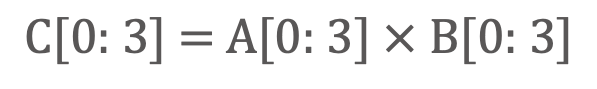 C[0: 3] = A[0: 3] × B[0: 3]